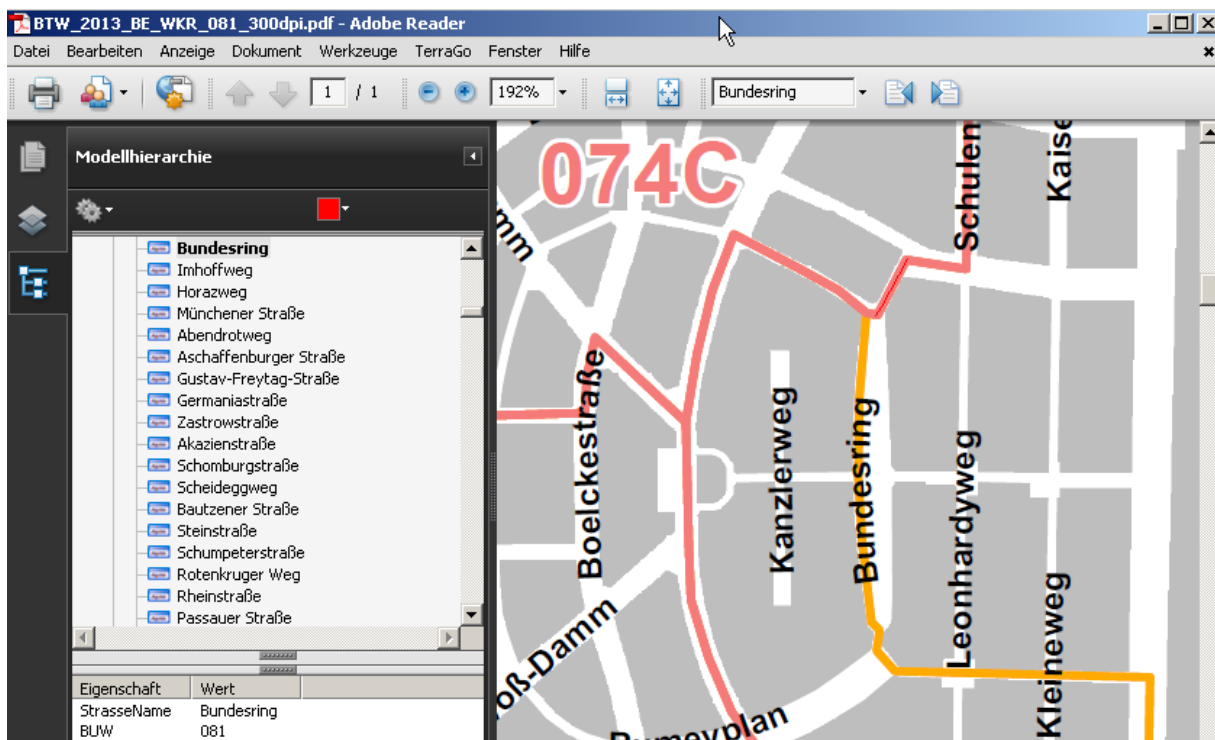 BTW_2013_BE_WKR_081_300dpi.pdf - Adobe Reader
Datei Bearbeiten Anzeige Dokument Werkzeuge TerraGo Fenster Hilfe
1 / 1 192% Bundesring
Modellhierarchie
Bundesring
Imhoffweg
Horazweg
Münchener Straße
Abendrotweg
Aschaffenburger Straße
Gustav-Freytag-Straße
Germaniastraße
Zastrowstraße
Akazienstraße
Schomburgstraße
Scheideggweg
Bautzener Straße
Steinstraße
Schumpeterstraße
Rotenkruger Weg
Rheinstraße
Passauer Straße
Eigenschaft Wert
StrasseName Bundesring
BUW 081
074C
mm
Schulen
Kaise
Boelckestraße
Kanzlerweg
Bundesring
Leonhardyweg
Kleineweg
oß-Damm